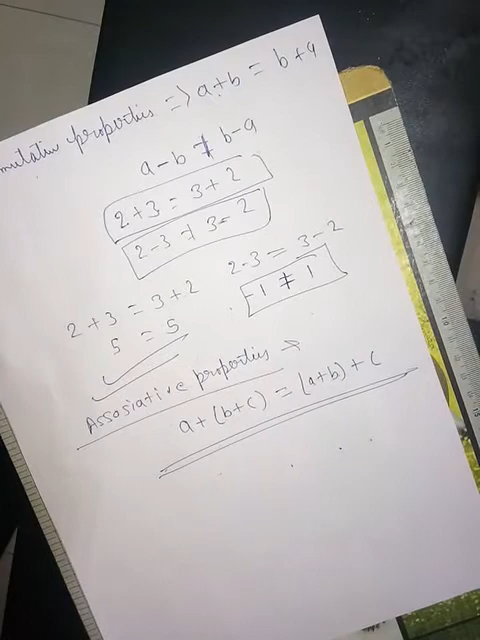 mutative properties => a+b = b+a
a-b ≠ b-a
2+3 = 3+2
2-3 ≠ 3-2
2-3 = 3-2
-1 ≠ 1
2+3 = 3+2
5 = 5
Assosiative properties →
a+(b+c) = (a+b)+c